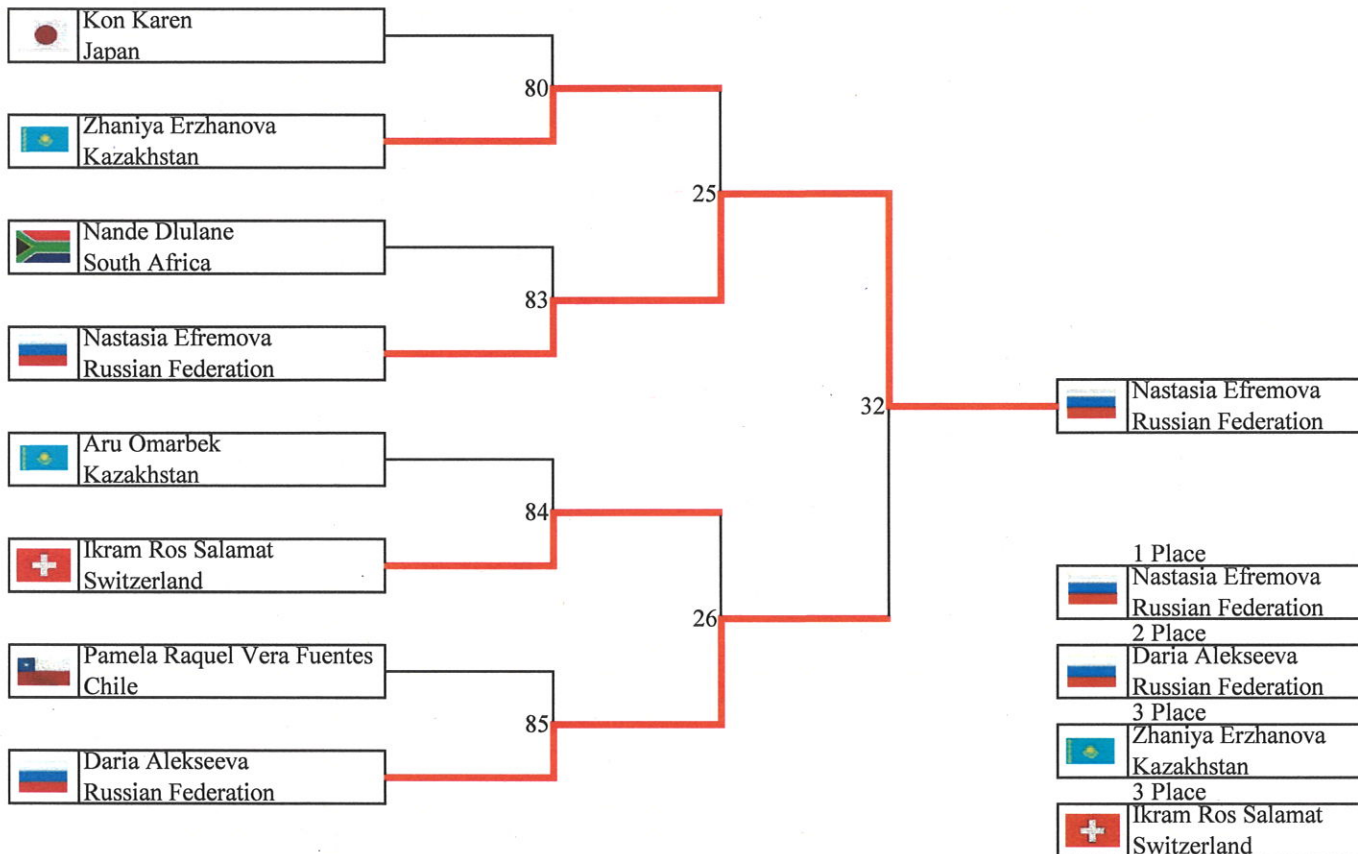 Kon Karen
Japan
80
Zhaniya Erzhanova
Kazakhstan
25
Nande Dlulane
South Africa
83
Nastasia Efremova
Russian Federation
32
Nastasia Efremova
Russian Federation
Aru Omarbek
Kazakhstan
84
Ikram Ros Salamat
Switzerland
26
Pamela Raquel Vera Fuentes
Chile
85
Daria Alekseeva
Russian Federation
1 Place
Nastasia Efremova
Russian Federation
2 Place
Daria Alekseeva
Russian Federation
3 Place
Zhaniya Erzhanova
Kazakhstan
3 Place
Ikram Ros Salamat
Switzerland